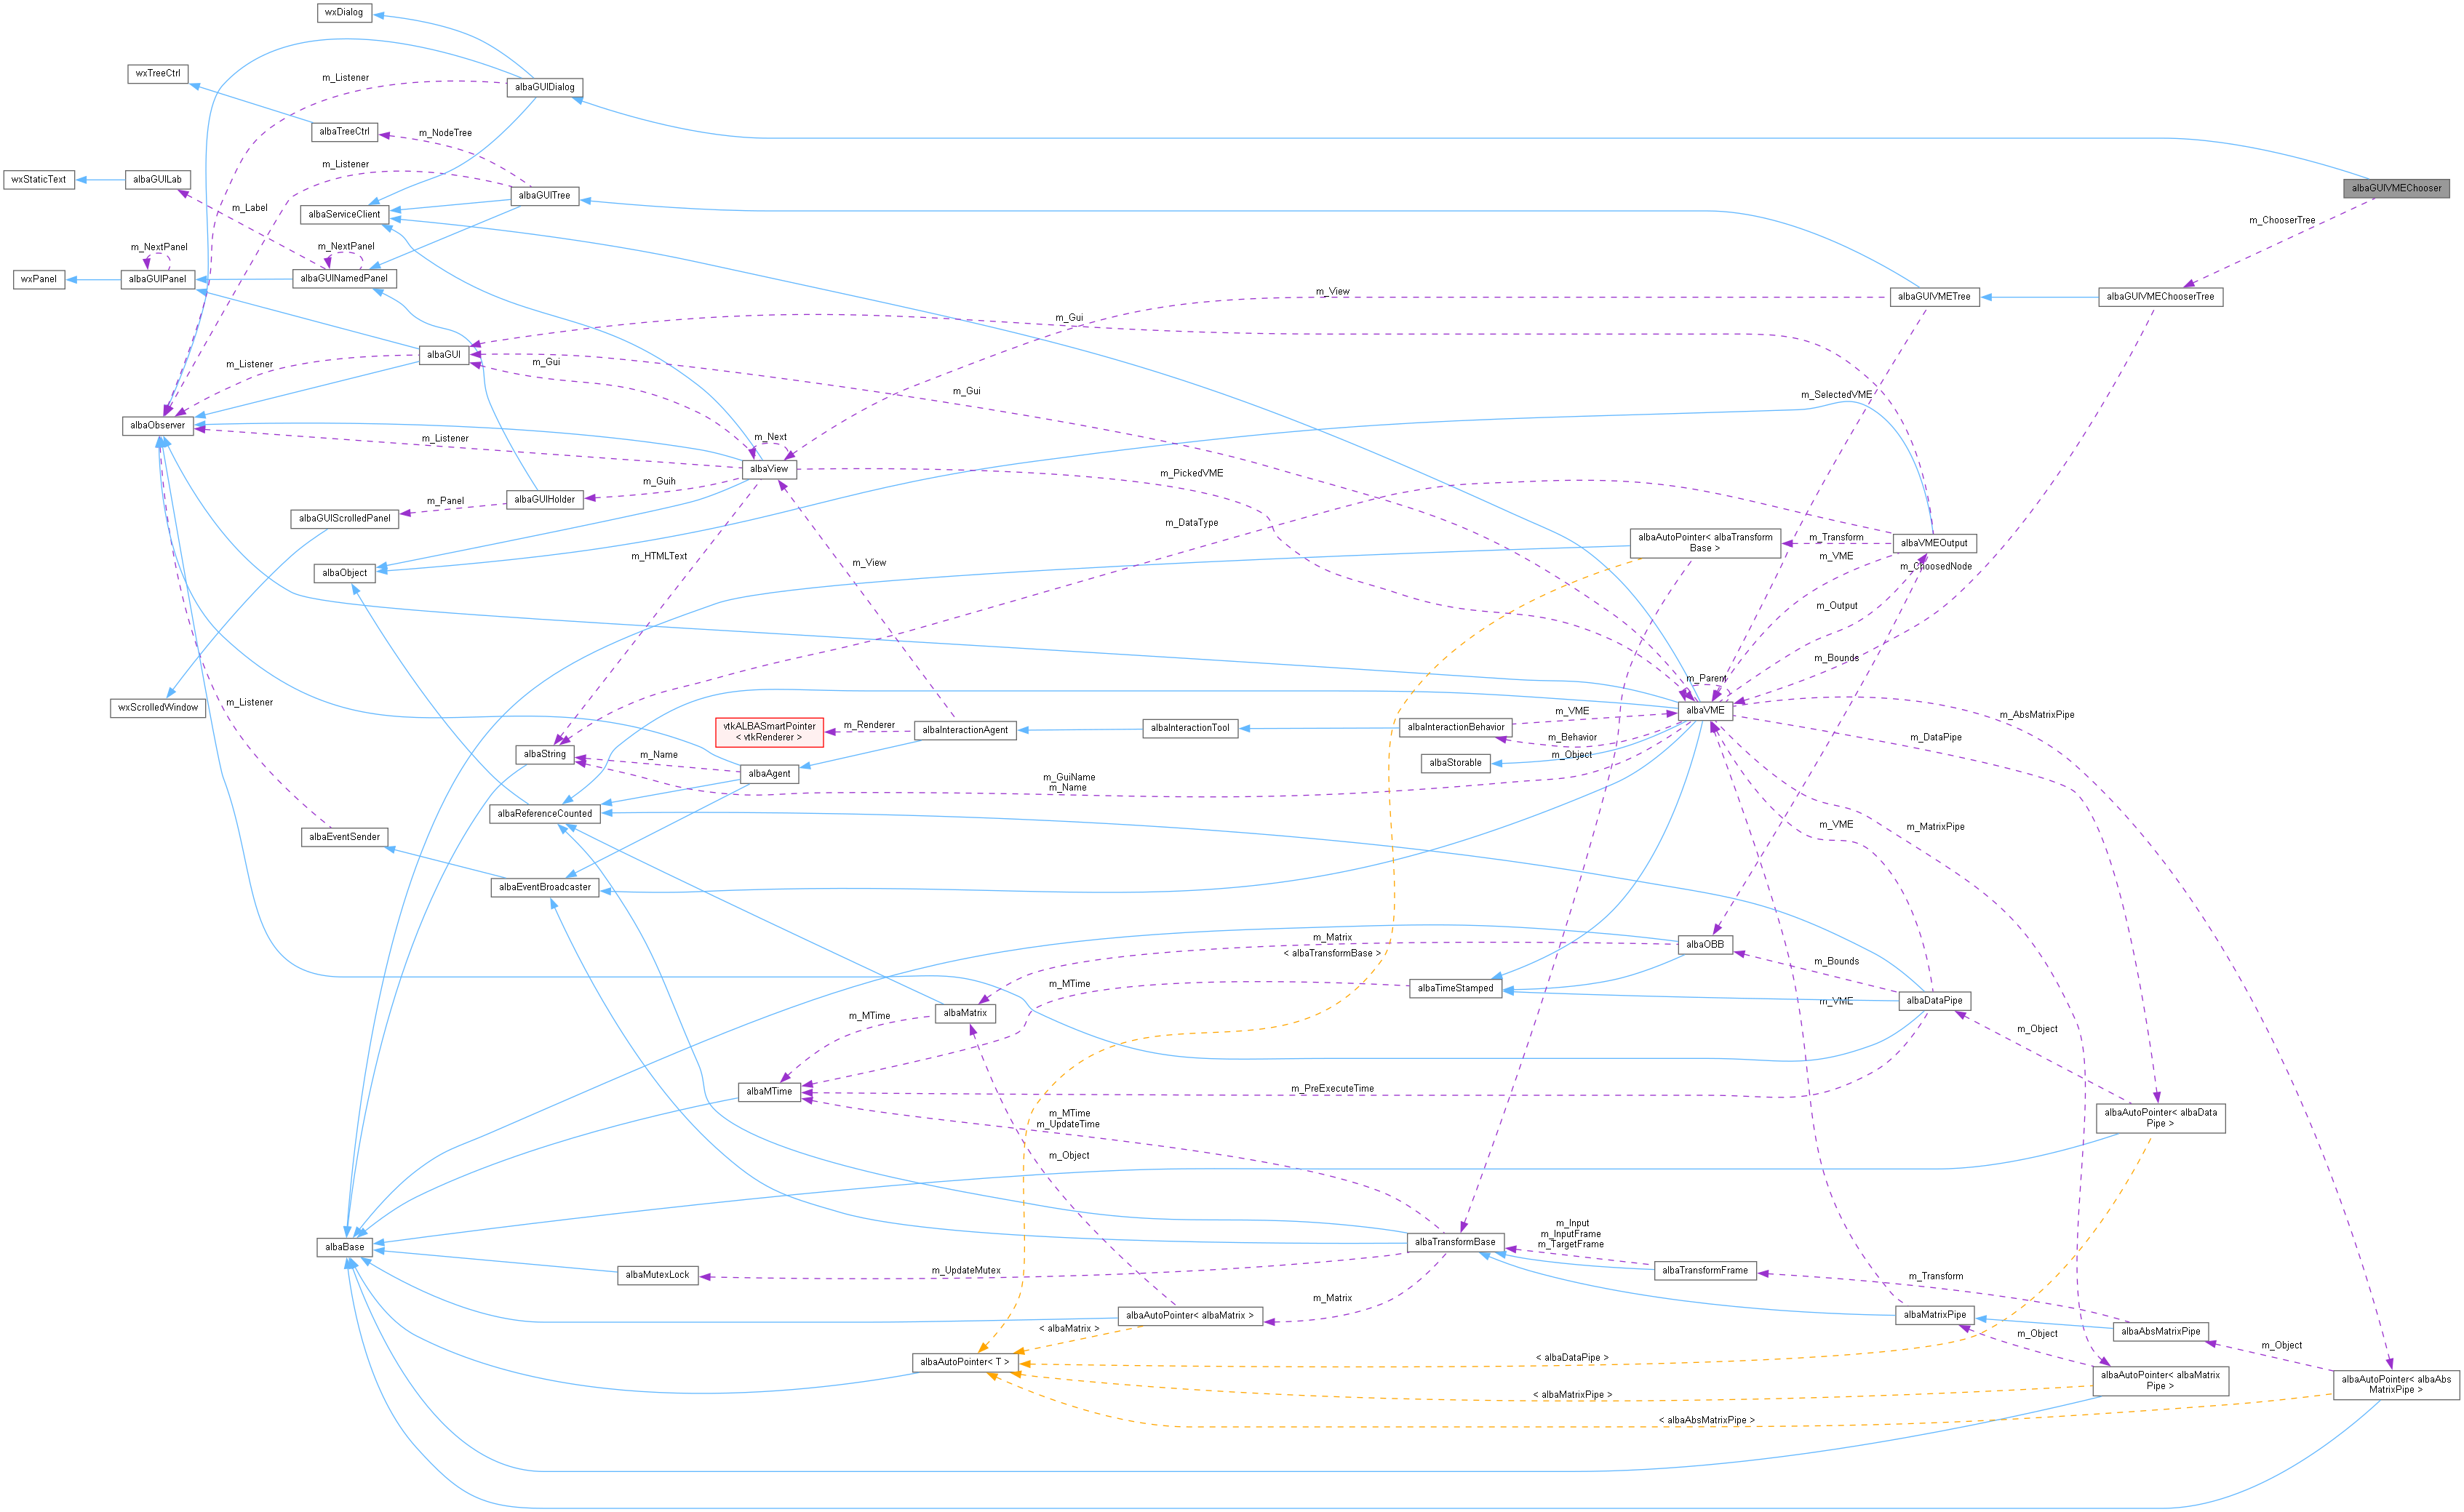 wxDialog
wxTreeCtrl
m_Listener
albaGUIDialog
albaTreeCtrl
m_NodeTree
wxStaticText
albaGUILab
m_Listener
albaGUITree
albaGUIVMEChooser
m_Label
albaServiceClient
m_ChooserTree
m_NextPanel
m_NextPanel
wxPanel
albaGUIPanel
albaGUINamedPanel
m_View
albaGUIVMETree
albaGUIVMEChooserTree
m_Gui
albaGUI
m_Listener
m_Gui
m_Gui
m_SelectedVME
albaObserver
m_Listener
m_Next
albaView
m_PickedVME
m_Guih
m_Panel
albaGUIHolder
albaGUIScrolledPanel
m_DataType
albaAutoPointer< albaTransform
Base >
m_Transform
albaVMEOutput
m_HTMLText
m_View
m_VME
m_ChoosedNode
albaObject
m_Output
m_Bounds
m_Parent
m_Listener
wxScrolledWindow
vtkALBASmartPointer
< vtkRenderer >
m_Renderer
albaInteractionAgent
albaInteractionTool
albaInteractionBehavior
m_VME
albaVME
m_AbsMatrixPipe
m_Behavior
m_DataPipe
albaString
m_Name
albaAgent
m_Object
albaStorable
m_GuiName
m_Name
albaReferenceCounted
albaEventSender
m_VME
m_MatrixPipe
albaEventBroadcaster
m_Matrix
< albaTransformBase >
albaOBB
m_Bounds
m_MTime
albaTimeStamped
m_VME
albaDataPipe
m_MTime
albaMatrix
m_Object
albaMTime
m_PreExecuteTime
m_MTime
m_UpdateTime
albaAutoPointer< albaData
Pipe >
m_Object
albaBase
albaTransformBase
m_Input
m_InputFrame
m_TargetFrame
albaMutexLock
m_UpdateMutex
albaTransformFrame
m_Transform
m_Matrix
albaAutoPointer< albaMatrix >
albaMatrixPipe
albaAbsMatrixPipe
< albaMatrix >
m_Object
m_Object
albaAutoPointer< T >
< albaDataPipe >
albaAutoPointer< albaMatrix
Pipe >
albaAutoPointer< albaAbs
MatrixPipe >
< albaMatrixPipe >
< albaAbsMatrixPipe >